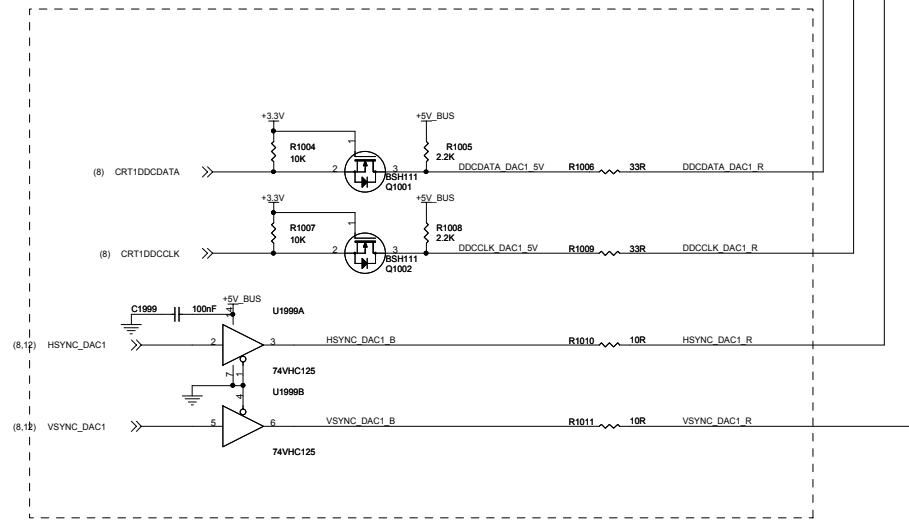 +3.3V
+5V_BUS
1
R1004
10K
R1005
2.2K
(8) CRT1DDCDATA
2
3
DDCDATA_DAC1_5V
R1006
33R
DDCDATA_DAC1_R
BSH111
Q1001
+3.3V
+5V_BUS
1
R1007
10K
R1008
2.2K
(8) CRT1DDCCLK
2
3
DDCCLK_DAC1_5V
R1009
33R
DDCCLK_DAC1_R
BSH111
Q1002
+5V_BUS
C1999
100nF
14
U1999A
(8,12) HSYNC_DAC1
2
3
HSYNC_DAC1_B
R1010
10R
HSYNC_DAC1_R
7
1
74VHC125
4
U1999B
(8,12) VSYNC_DAC1
5
6
VSYNC_DAC1_B
R1011
10R
VSYNC_DAC1_R
74VHC125